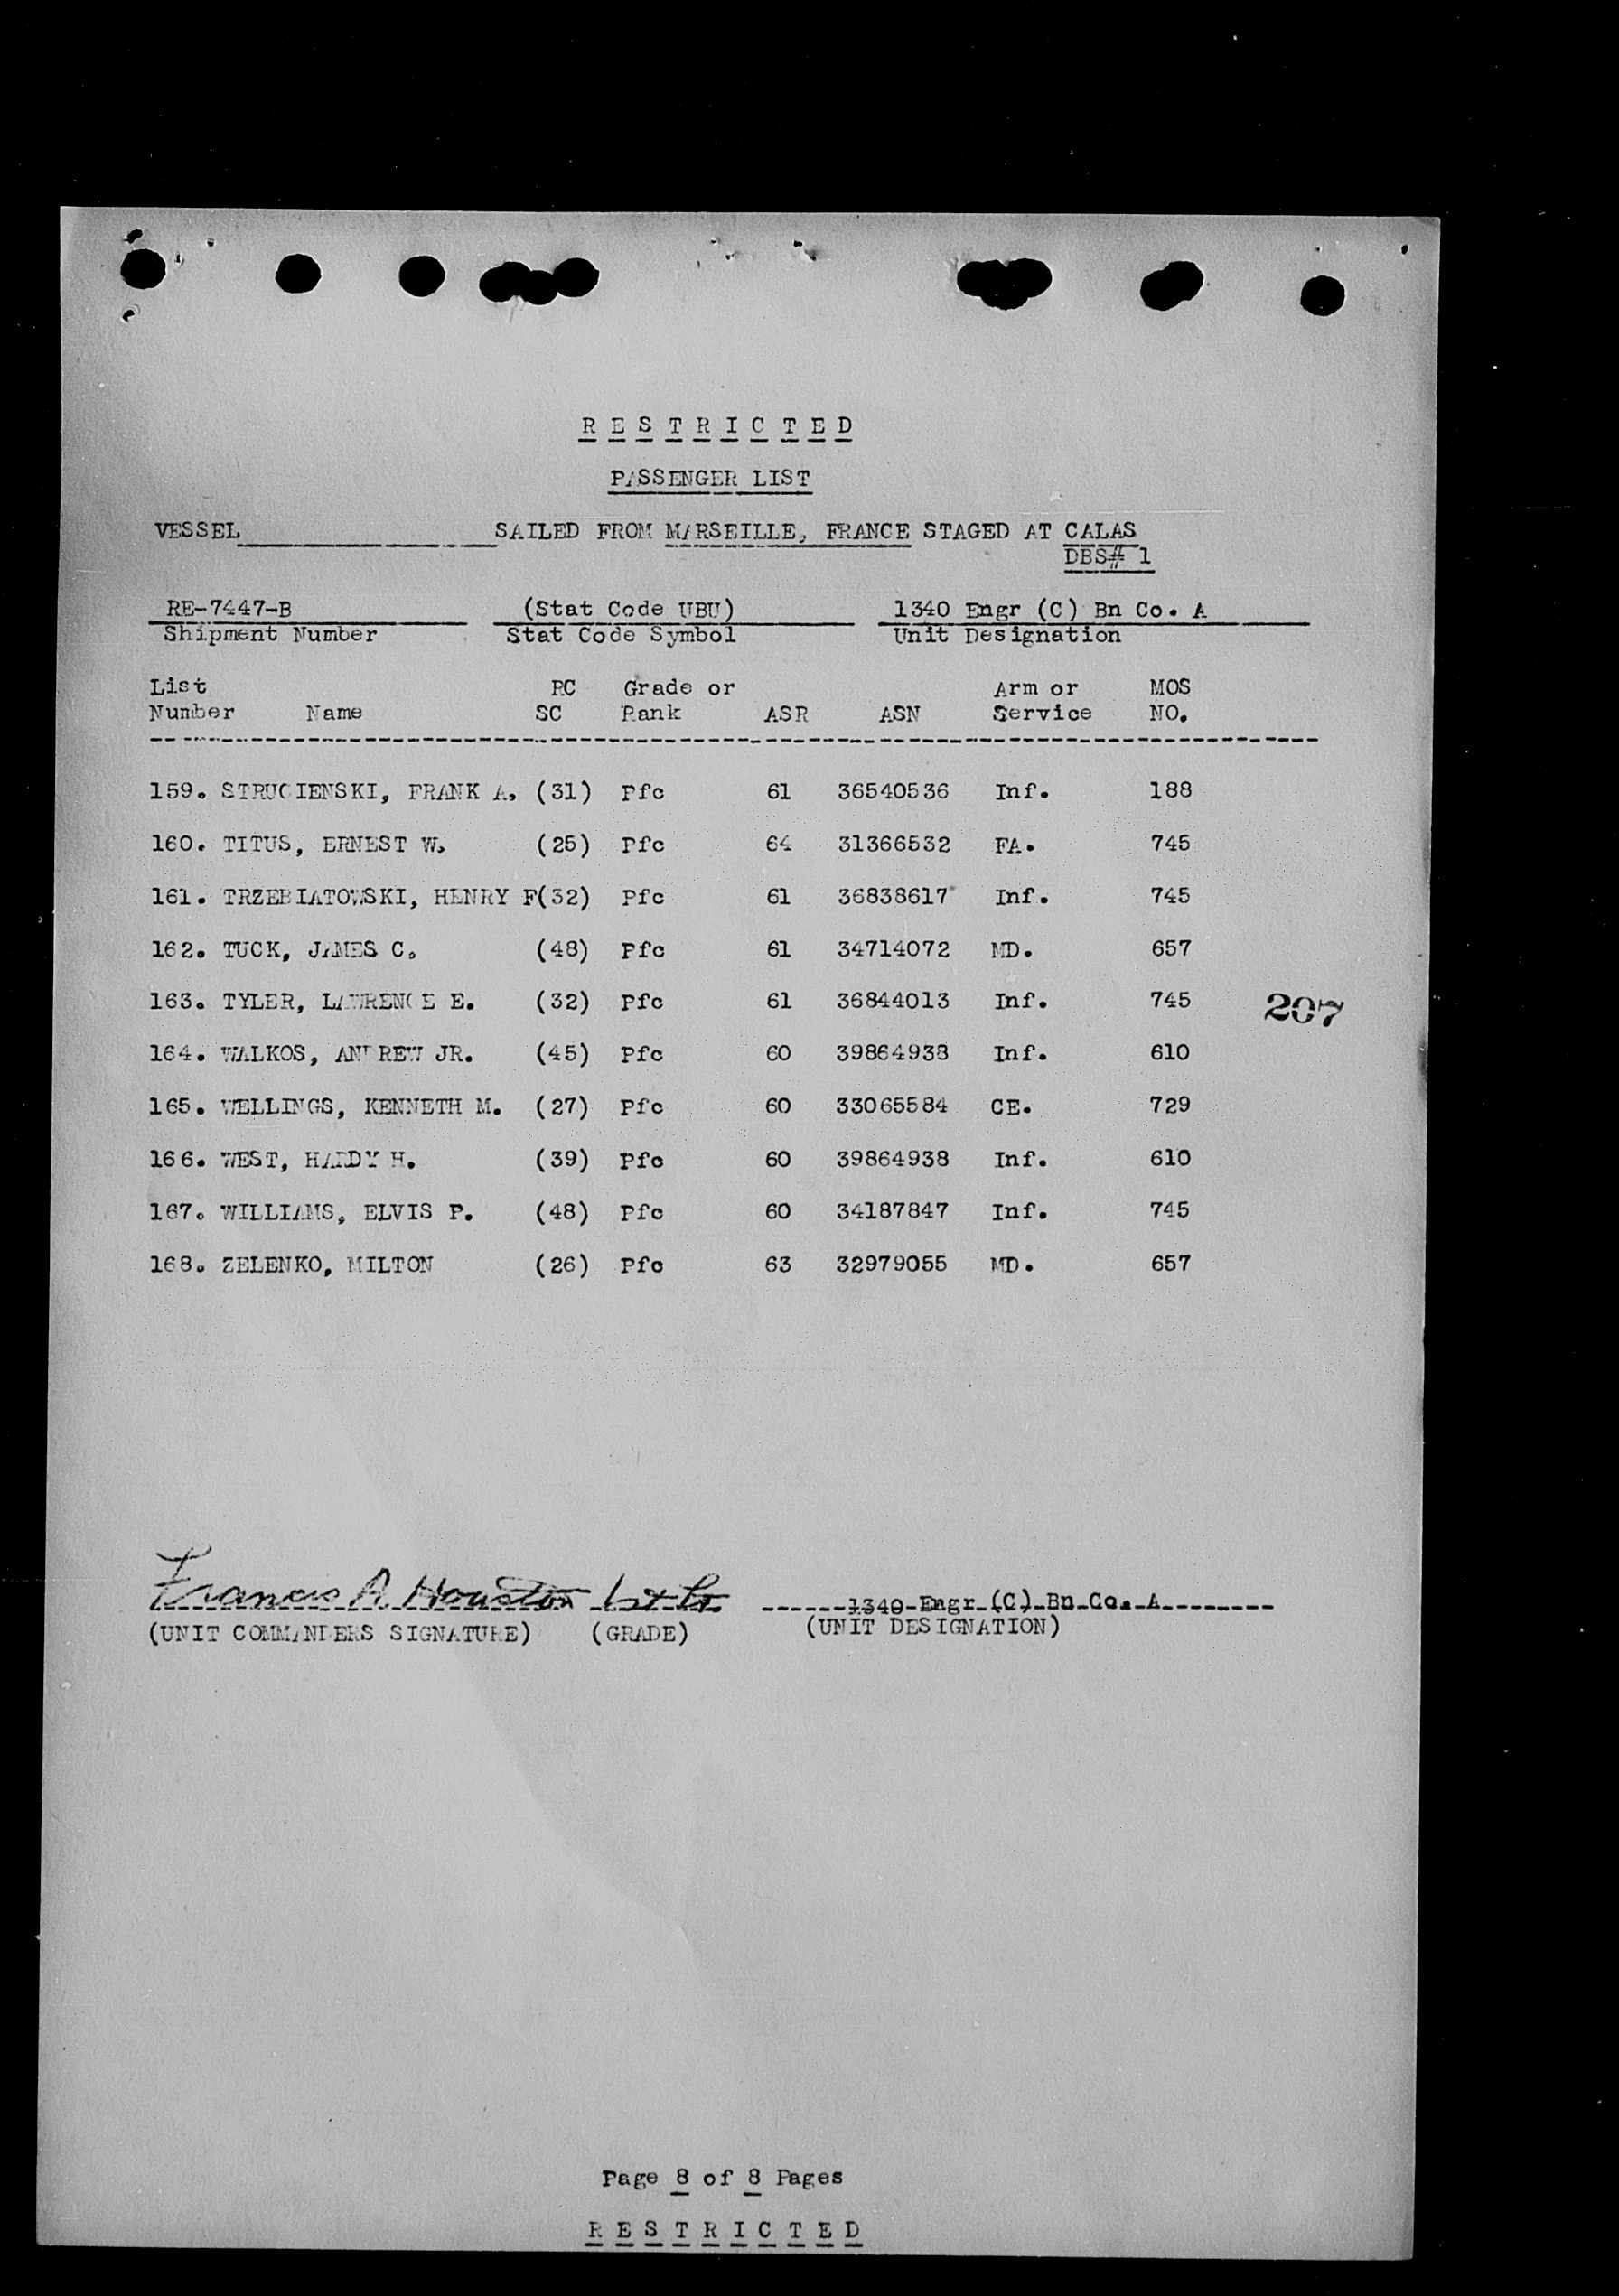 R E S T R I C T E D
PASSENGER LIST
VESSEL SAILED FROM MARSEILLE, FRANCE STAGED AT CALAS
DBS# 1
RE-7447-B (Stat Code UBU) 1340 Engr (C) Bn Co. A
Shipment Number Stat Code Symbol Unit Designation
List RC Grade or Arm or MOS
Number Name SC Rank ASR ASN Service NO.
159. STRUCIENSKI, FRANK A. (31) Pfc 61 36540536 Inf. 188
160. TITUS, ERNEST W. (25) Pfc 64 31366532 FA. 745
161. TRZEBIATOWSKI, HENRY F(32) Pfc 61 36838617 Inf. 745
162. TUCK, JAMES C. (48) Pfc 61 34714072 MD. 657
163. TYLER, LAWRENCE E. (32) Pfc 61 36844013 Inf. 745
207
164. WALKOS, ANDREW JR. (45) Pfc 60 39864938 Inf. 610
165. WELLINGS, KENNETH M. (27) Pfc 60 33065584 CE. 729
166. WEST, HARDY H. (39) Pfc 60 39864938 Inf. 610
167. WILLIAMS, ELVIS P. (48) Pfc 60 34187847 Inf. 745
168. ZELENKO, MILTON (26) Pfc 63 32979055 MD. 657
Francis A. Houston 1st Lt. 1340 Engr (C) Bn Co. A
(UNIT COMMANDERS SIGNATURE) (GRADE) (UNIT DESIGNATION)
Page 8 of 8 Pages
R E S T R I C T E D